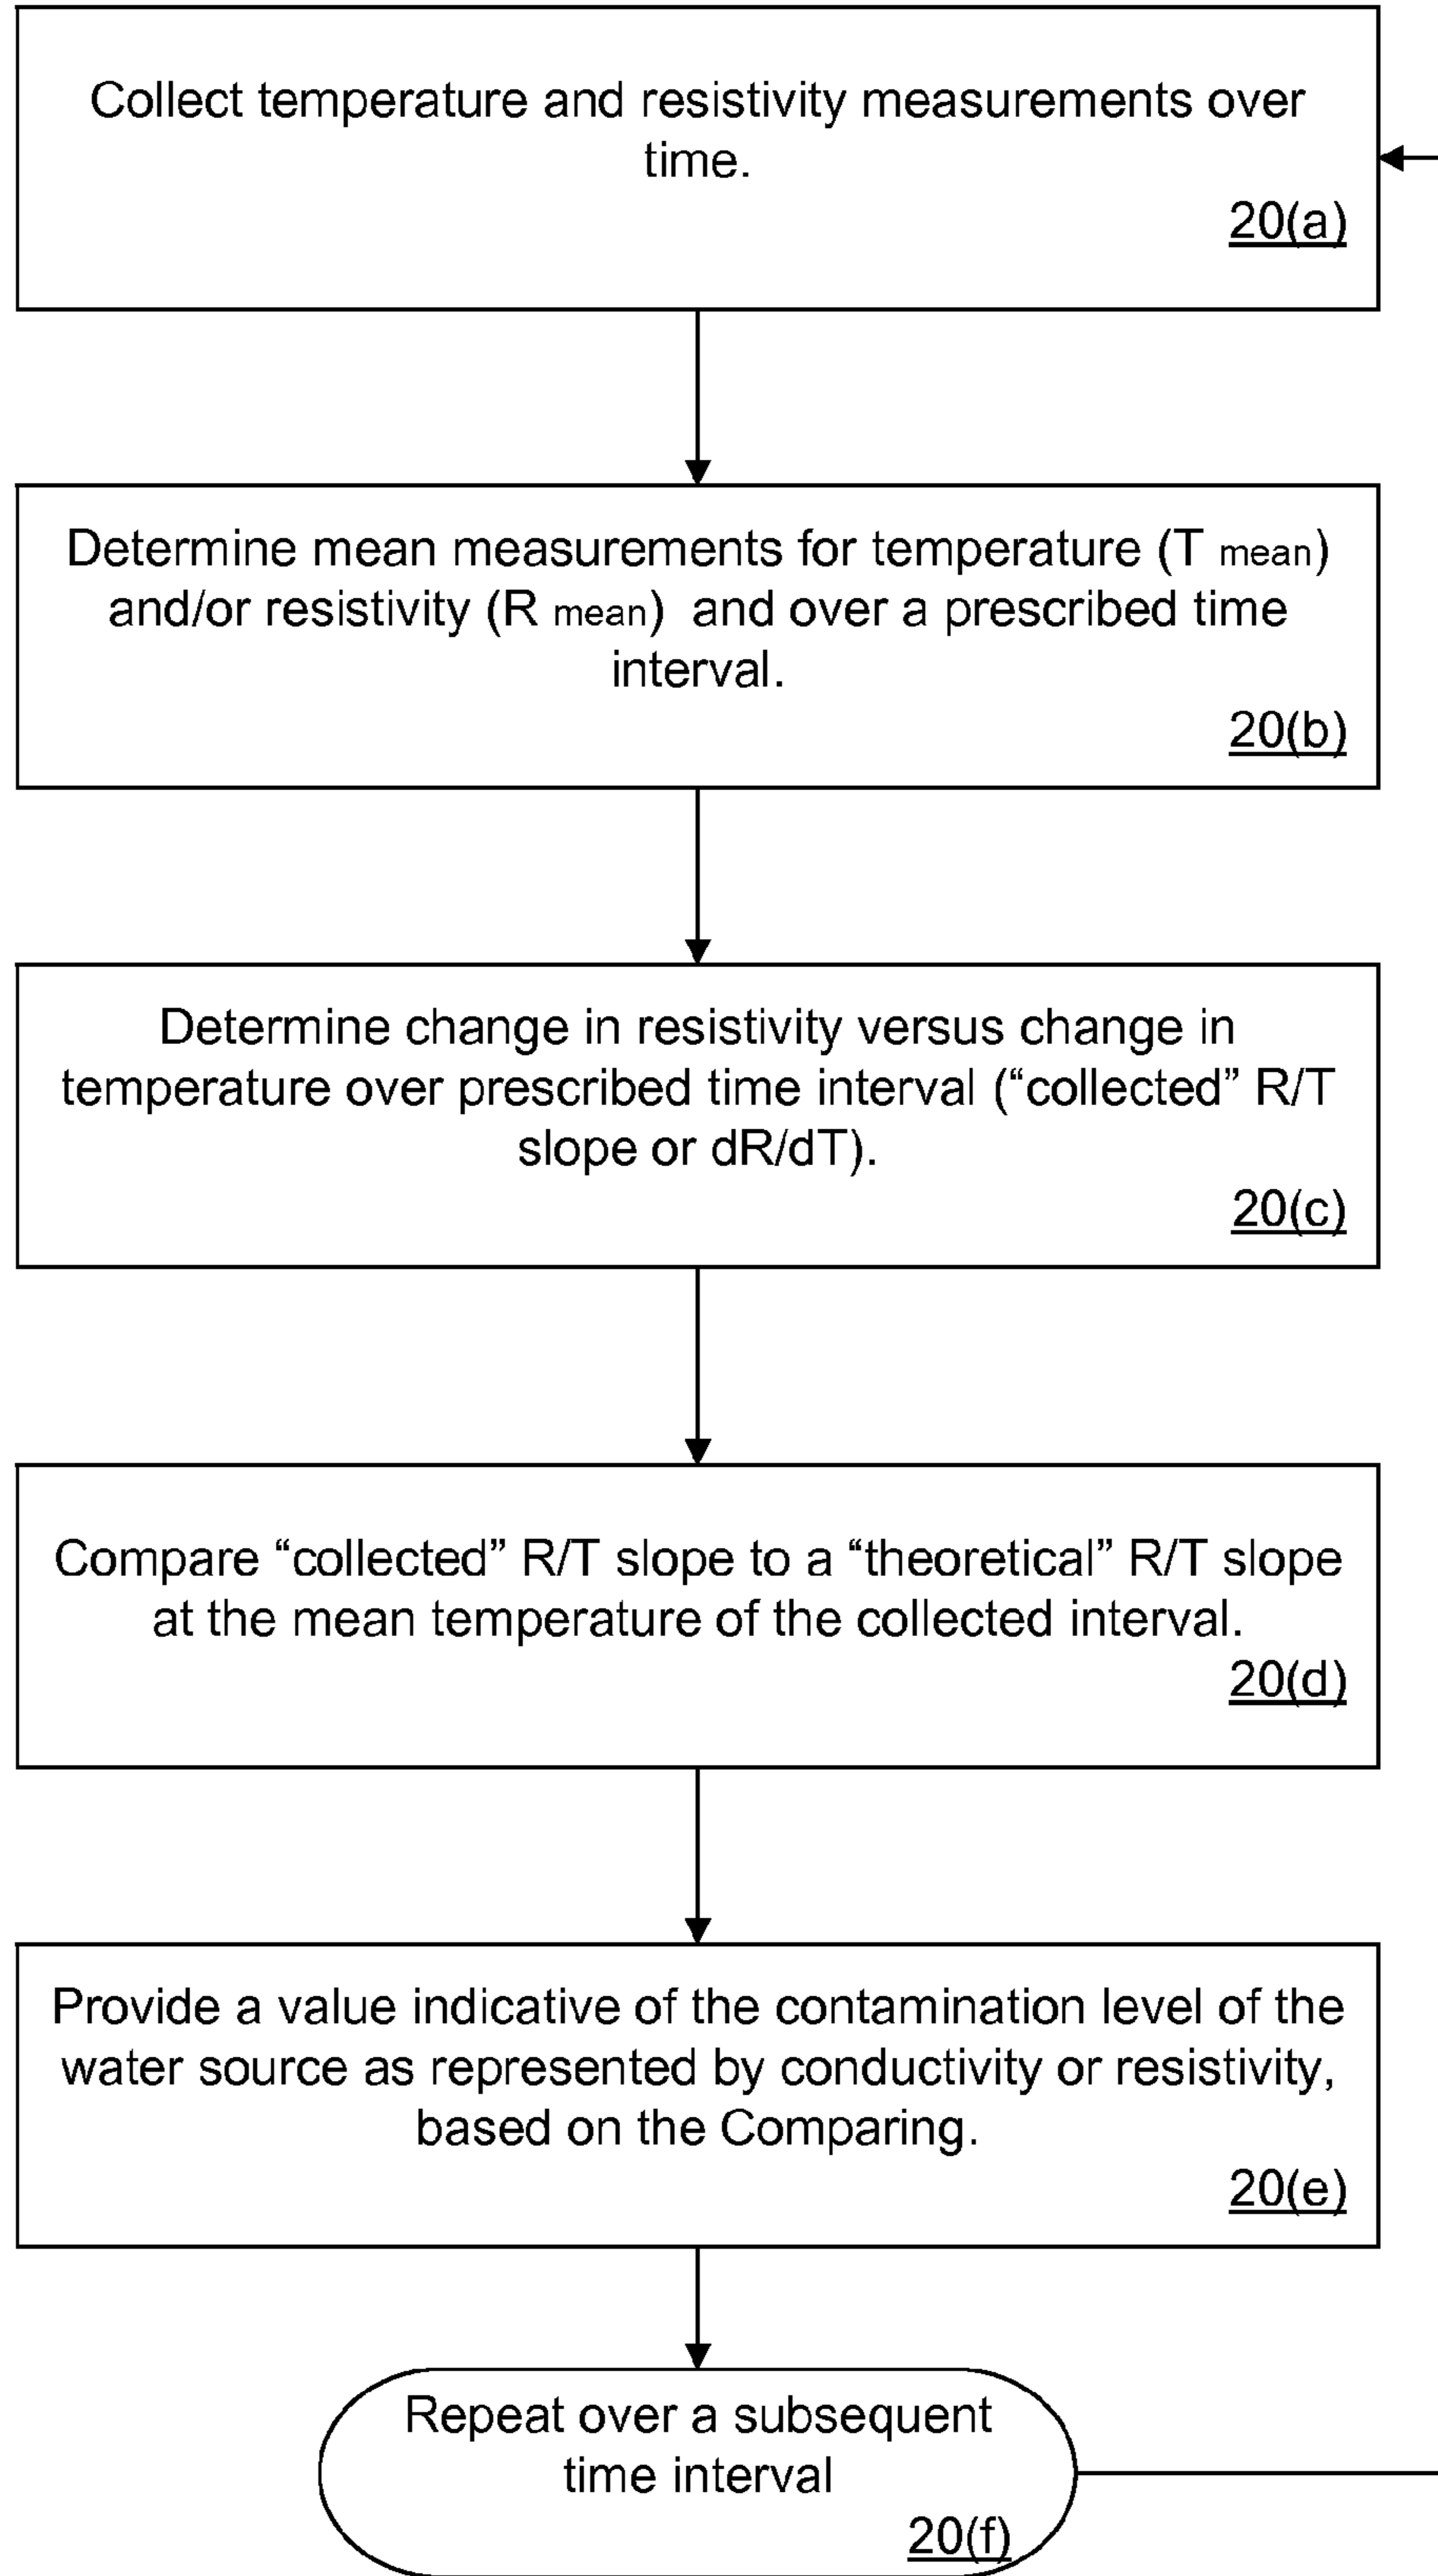 Collect temperature and resistivity measurements over
time.
20(a)
Determine mean measurements for temperature (T mean)
and/or resistivity (R mean) and over a prescribed time
interval.
20(b)
Determine change in resistivity versus change in
temperature over prescribed time interval (“collected” R/T
slope or dR/dT).
20(c)
Compare “collected” R/T slope to a “theoretical” R/T slope
at the mean temperature of the collected interval.
20(d)
Provide a value indicative of the contamination level of the
water source as represented by conductivity or resistivity,
based on the Comparing.
20(e)
Repeat over a subsequent
time interval
20(f)